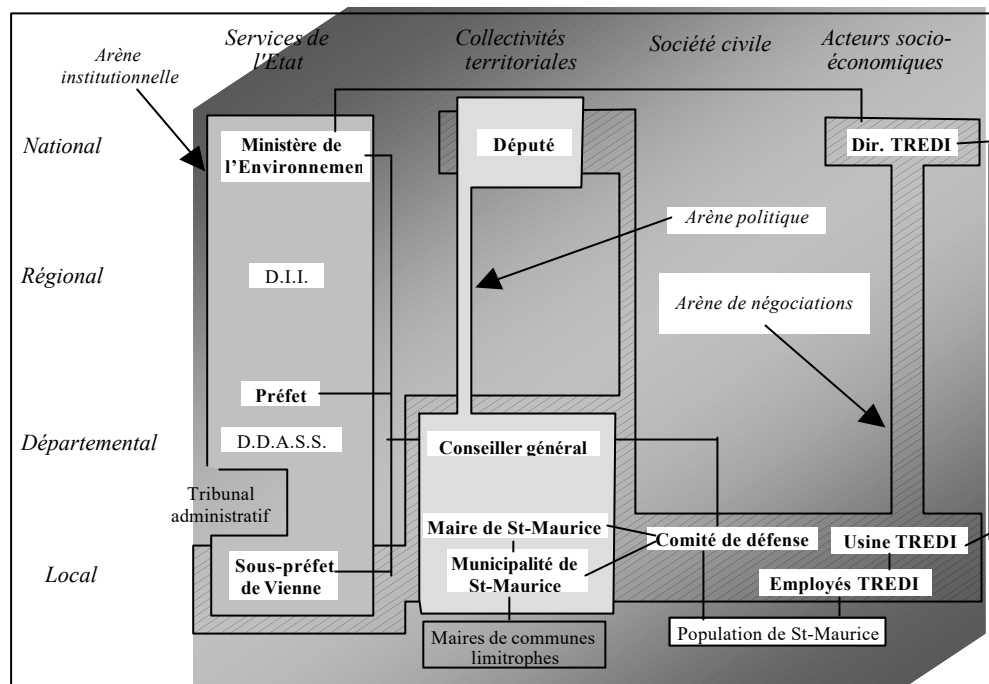 Services de
l'Etat
Collectivités
territoriales
Société civile
Acteurs socio-
économiques
Arène
institutionnelle
National
Ministère de
l'Environnemen
Député
Dir. TREDI
Arène politique
Régional
D.I.I.
Arène de négociations
Préfet
Départemental
D.D.A.S.S.
Conseiller général
Tribunal
administratif
Maire de St-Maurice
Comité de défense
Usine TREDI
Local
Sous-préfet
de Vienne
Municipalité de
St-Maurice
Employés TREDI
Maires de communes
limitrophes
Population de St-Maurice